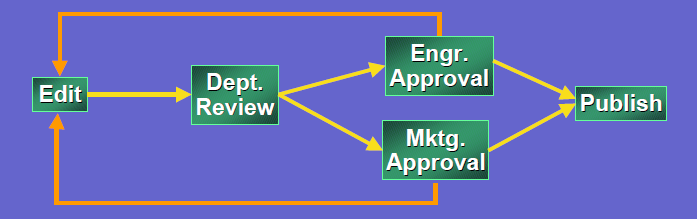 Edit
Dept.
Review
Engr.
Approval
Mktg.
Approval
Publish